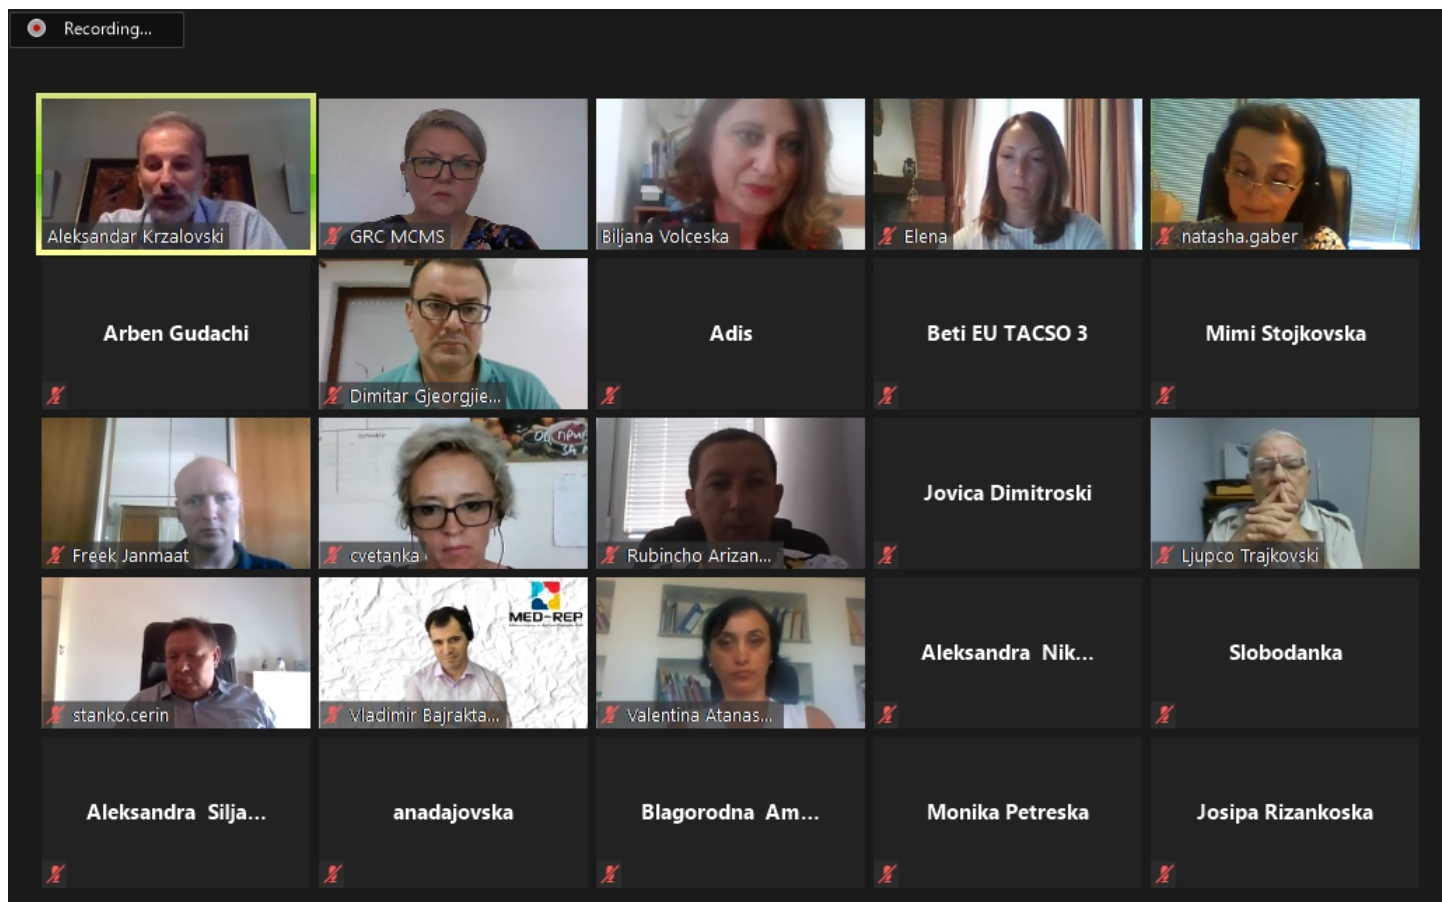 Recording...
Aleksandar Krzalovski
GRC MCMS
Biljana Volceska
Elena
natasha.gaber
Arben Gudachi
Dimitar Gjeorgjie...
Adis
Beti EU TACSO 3
Mimi Stojkovska
Freek Janmaat
cvetanka
Rubincho Arizan...
Jovica Dimitroski
Ljupco Trajkovski
stanko.cerin
MED-REP
Vladimir Bajrakta...
Valentina Atanas...
Aleksandra Nik...
Slobodanka
Aleksandra Silja...
anadajovska
Blagorodna Am...
Monika Petreska
Josipa Rizankoska